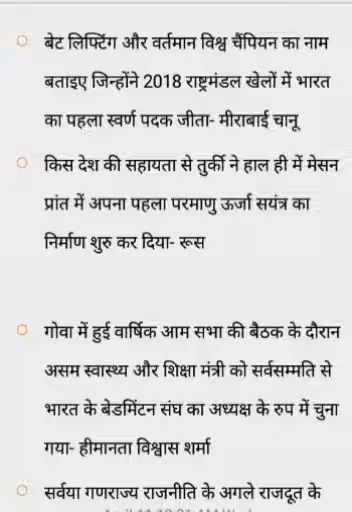 बेट लिफ्टिंग और वर्तमान विश्व चैंपियन का नाम
बताइए जिन्होंने 2018 राष्ट्रमंडल खेलों में भारत
का पहला स्वर्ण पदक जीता- मीराबाई चानू
किस देश की सहायता से तुर्की ने हाल ही में मेसन
प्रांत में अपना पहला परमाणु ऊर्जा सयंत्र का
निर्माण शुरु कर दिया- रूस
गोवा में हुई वार्षिक आम सभा की बैठक के दौरान
असम स्वास्थ्य और शिक्षा मंत्री को सर्वसम्मति से
भारत के बेडमिंटन संघ का अध्यक्ष के रुप में चुना
गया- हीमानता विश्वास शर्मा
सर्वया गणराज्य राजनीति के अगले राजदूत के